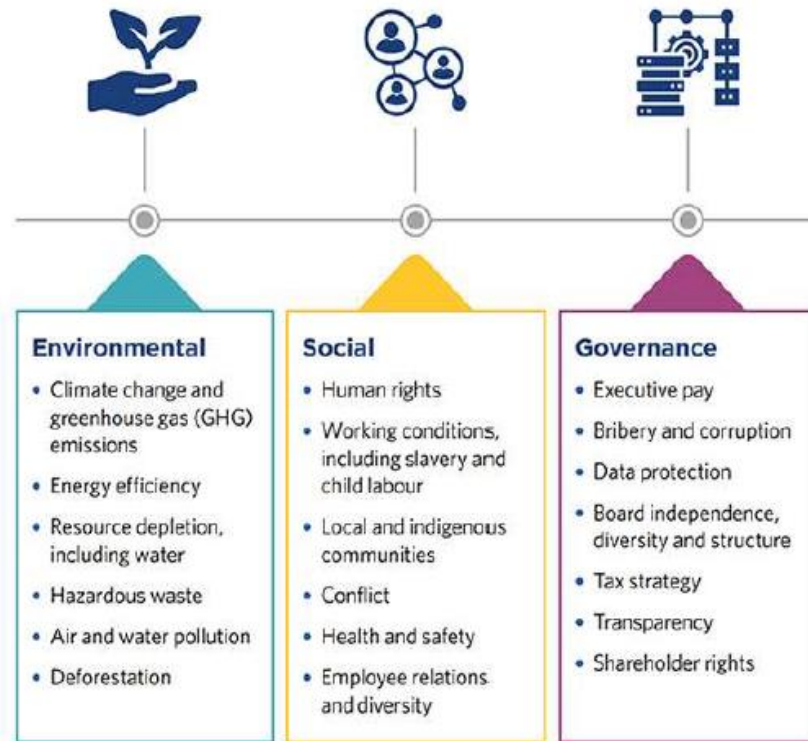 Environmental
• Climate change and
greenhouse gas (GHG)
emissions
• Energy efficiency
• Resource depletion,
including water
• Hazardous waste
• Air and water pollution
• Deforestation
Social
• Human rights
• Working conditions,
including slavery and
child labour
• Local and indigenous
communities
• Conflict
• Health and safety
• Employee relations
and diversity
Governance
• Executive pay
• Bribery and corruption
• Data protection
• Board independence,
diversity and structure
• Tax strategy
• Transparency
• Shareholder rights